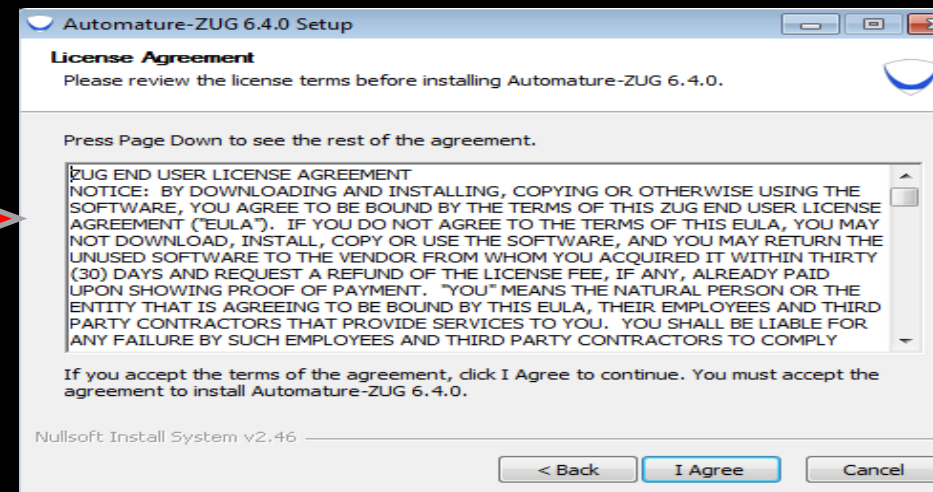 Automature-ZUG 6.4.0 Setup
License Agreement
Please review the license terms before installing Automature-ZUG 6.4.0.
Press Page Down to see the rest of the agreement.
ZUG END USER LICENSE AGREEMENT
NOTICE:  BY DOWNLOADING AND INSTALLING, COPYING OR OTHERWISE USING THE
SOFTWARE, YOU AGREE TO BE BOUND BY THE TERMS OF THIS ZUG END USER LICENSE
AGREEMENT ("EULA").  IF YOU DO NOT AGREE TO THE TERMS OF THIS EULA, YOU MAY
NOT DOWNLOAD, INSTALL, COPY OR USE THE SOFTWARE, AND YOU MAY RETURN THE
UNUSED SOFTWARE TO THE VENDOR FROM WHOM YOU ACQUIRED IT WITHIN THIRTY
(30) DAYS AND REQUEST A REFUND OF THE LICENSE FEE, IF ANY, ALREADY PAID
UPON SHOWING PROOF OF PAYMENT.  "YOU" MEANS THE NATURAL PERSON OR THE
ENTITY THAT IS AGREEING TO BE BOUND BY THIS EULA, THEIR EMPLOYEES AND THIRD
PARTY CONTRACTORS THAT PROVIDE SERVICES TO YOU.  YOU SHALL BE LIABLE FOR
ANY FAILURE BY SUCH EMPLOYEES AND THIRD PARTY CONTRACTORS TO COMPLY
If you accept the terms of the agreement, click I Agree to continue. You must accept the
agreement to install Automature-ZUG 6.4.0.
Nullsoft Install System v2.46
< Back I Agree Cancel